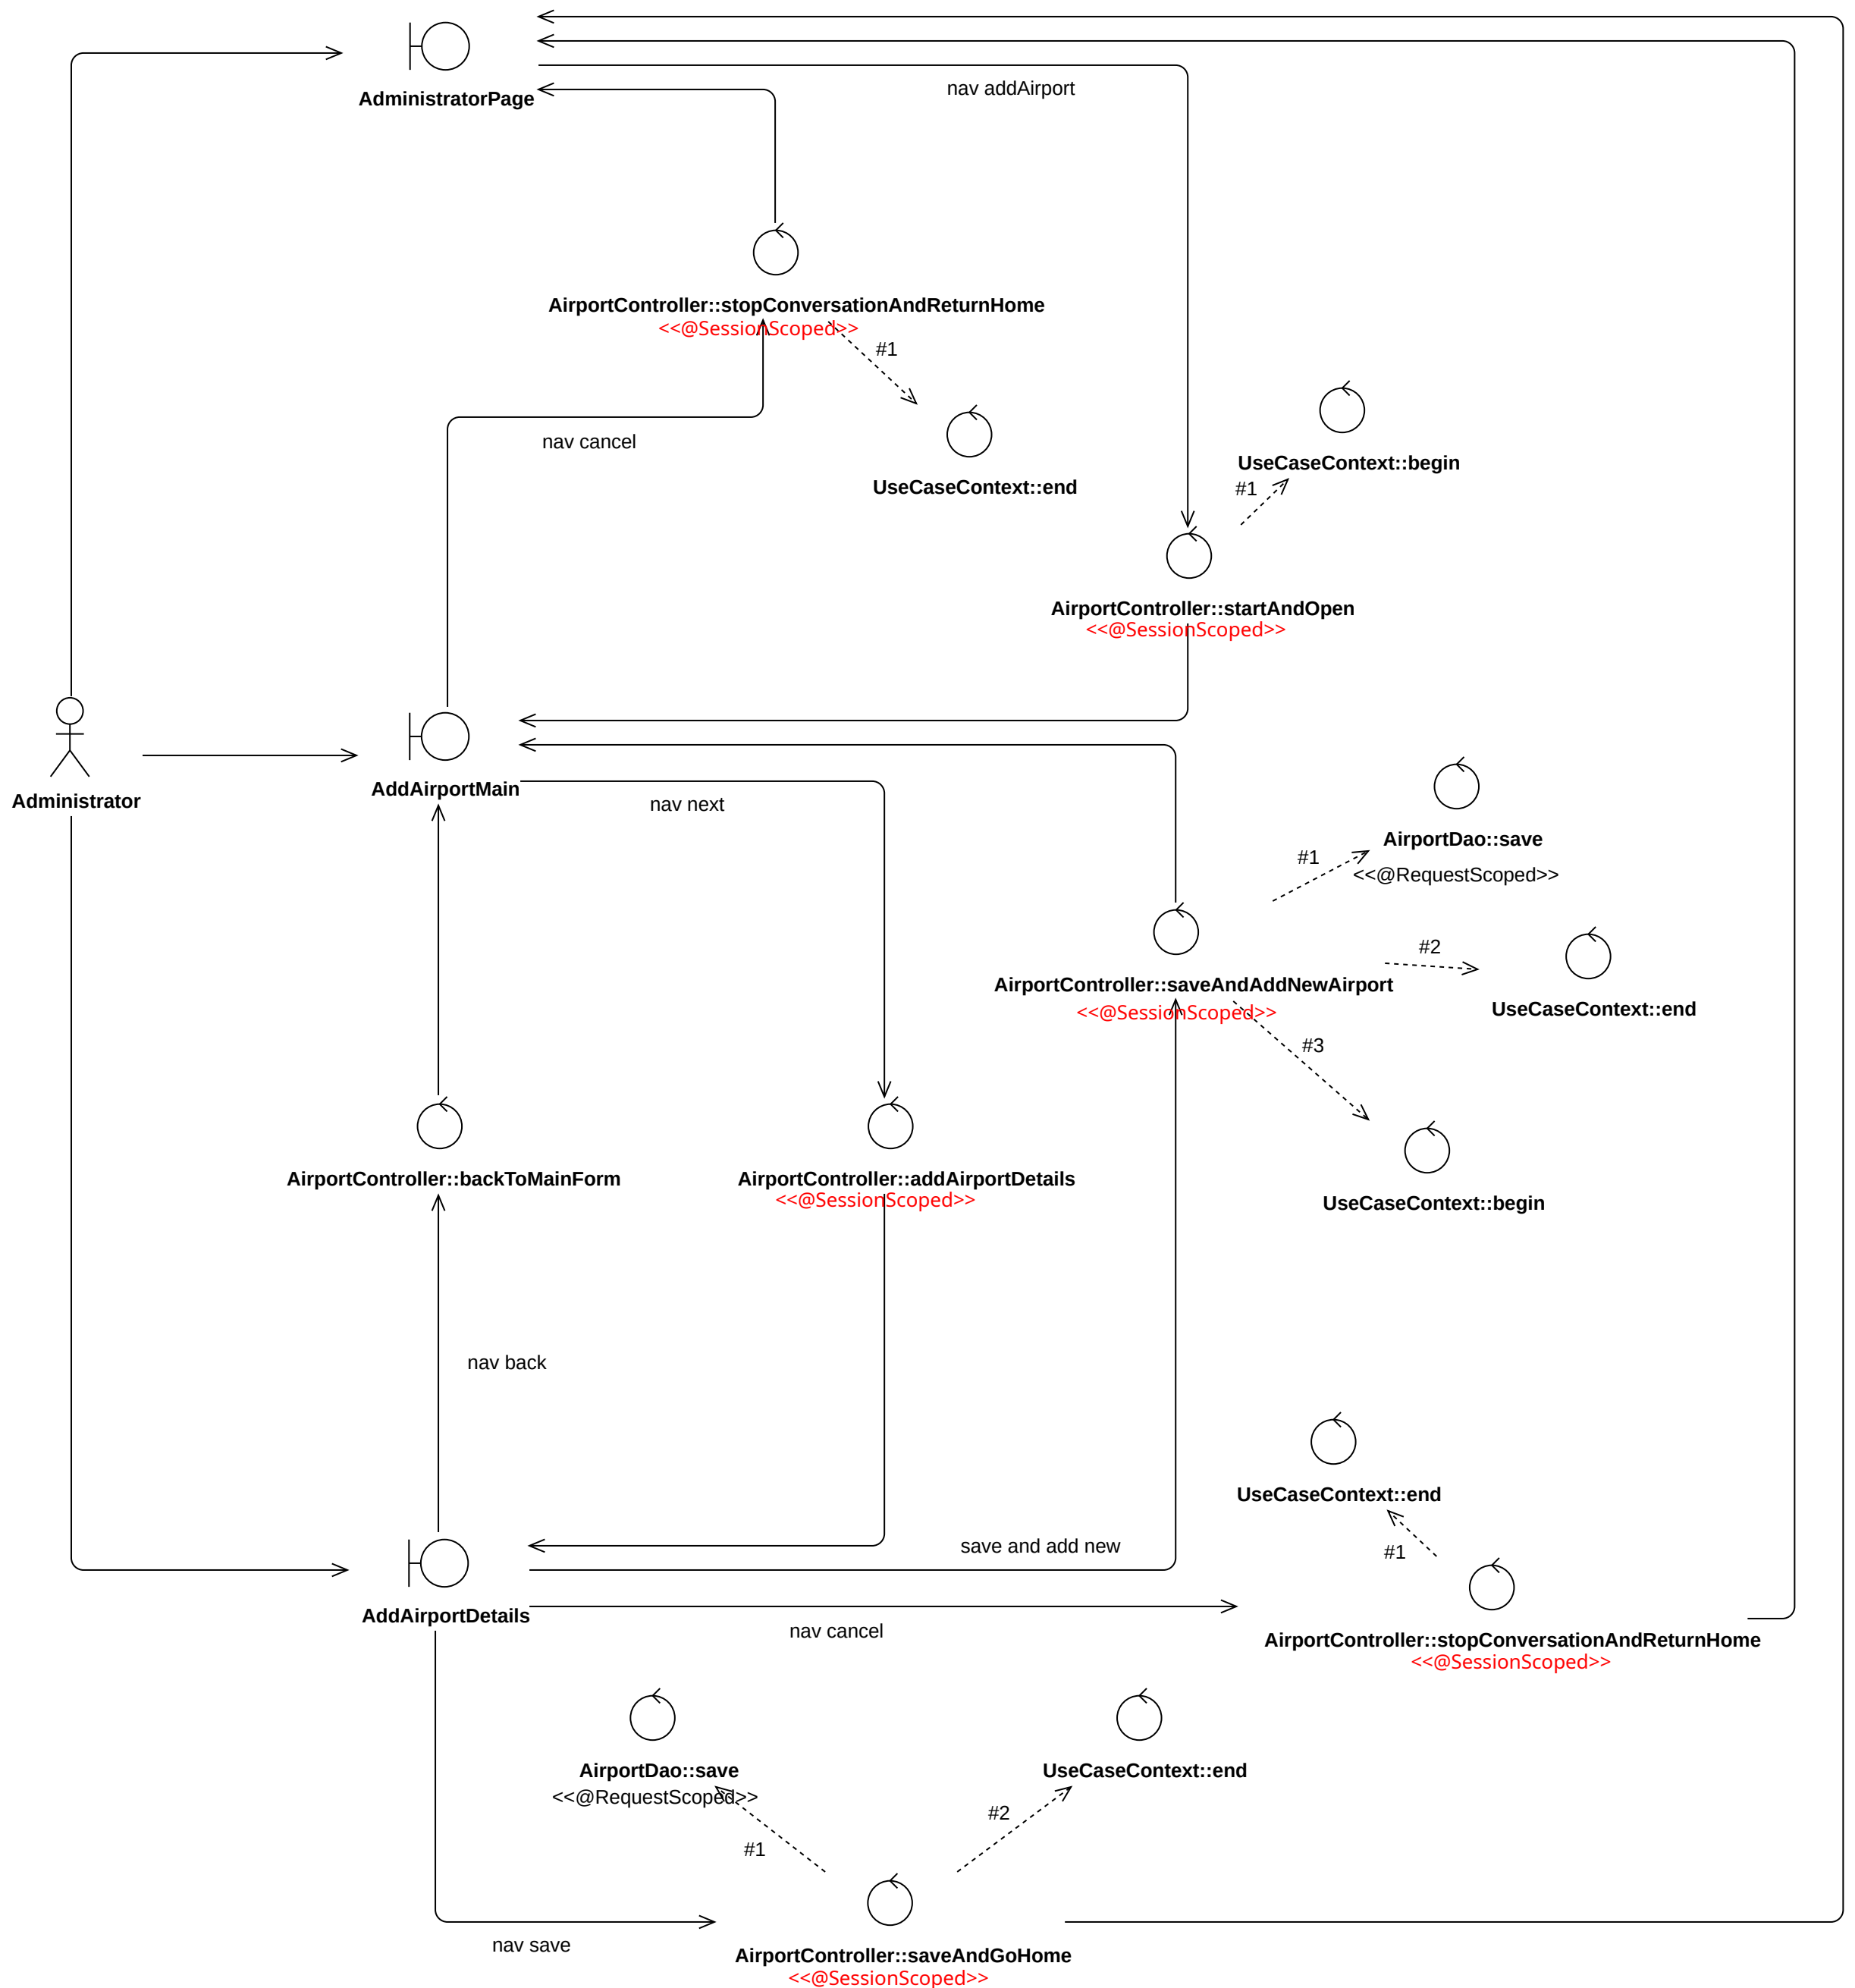 nav addAirport
AdministratorPage
AirportController::stopConversationAndReturnHome
<<@SessionScoped>>
#1
nav cancel
UseCaseContext::begin
UseCaseContext::end
#1
AirportController::startAndOpen
<<@SessionScoped>>
Administrator
AddAirportMain
nav next
AirportDao::save
#1
<<@RequestScoped>>
#2
AirportController::saveAndAddNewAirport
<<@SessionScoped>>
UseCaseContext::end
#3
AirportController::backToMainForm
AirportController::addAirportDetails
<<@SessionScoped>>
UseCaseContext::begin
nav back
UseCaseContext::end
save and add new
#1
AddAirportDetails
nav cancel
AirportController::stopConversationAndReturnHome
<<@SessionScoped>>
AirportDao::save
<<@RequestScoped>>
UseCaseContext::end
#2
#1
nav save
AirportController::saveAndGoHome
<<@SessionScoped>>